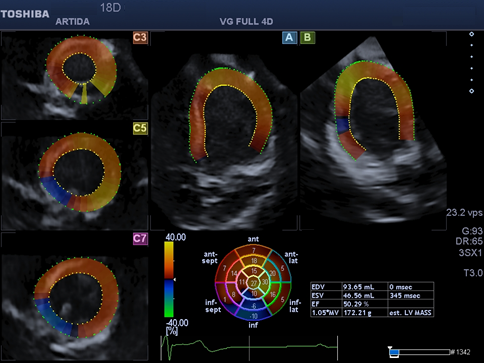 TOSHIBA
ARTIDA
18D
VG FULL 4D
C3
A
B
C5
C7
23.2 vps
G:93
DR:65
3SX1
T3.0
40.00
-40.00
[%]
ant
ant-sept
ant-lat
inf-sept
inf-lat
inf
EDV 93.65 mL 0 msec
ESV 46.56 mL 345 msec
EF 50.29 %
1.05*MV 172.21 g est. LV MASS
# 1342